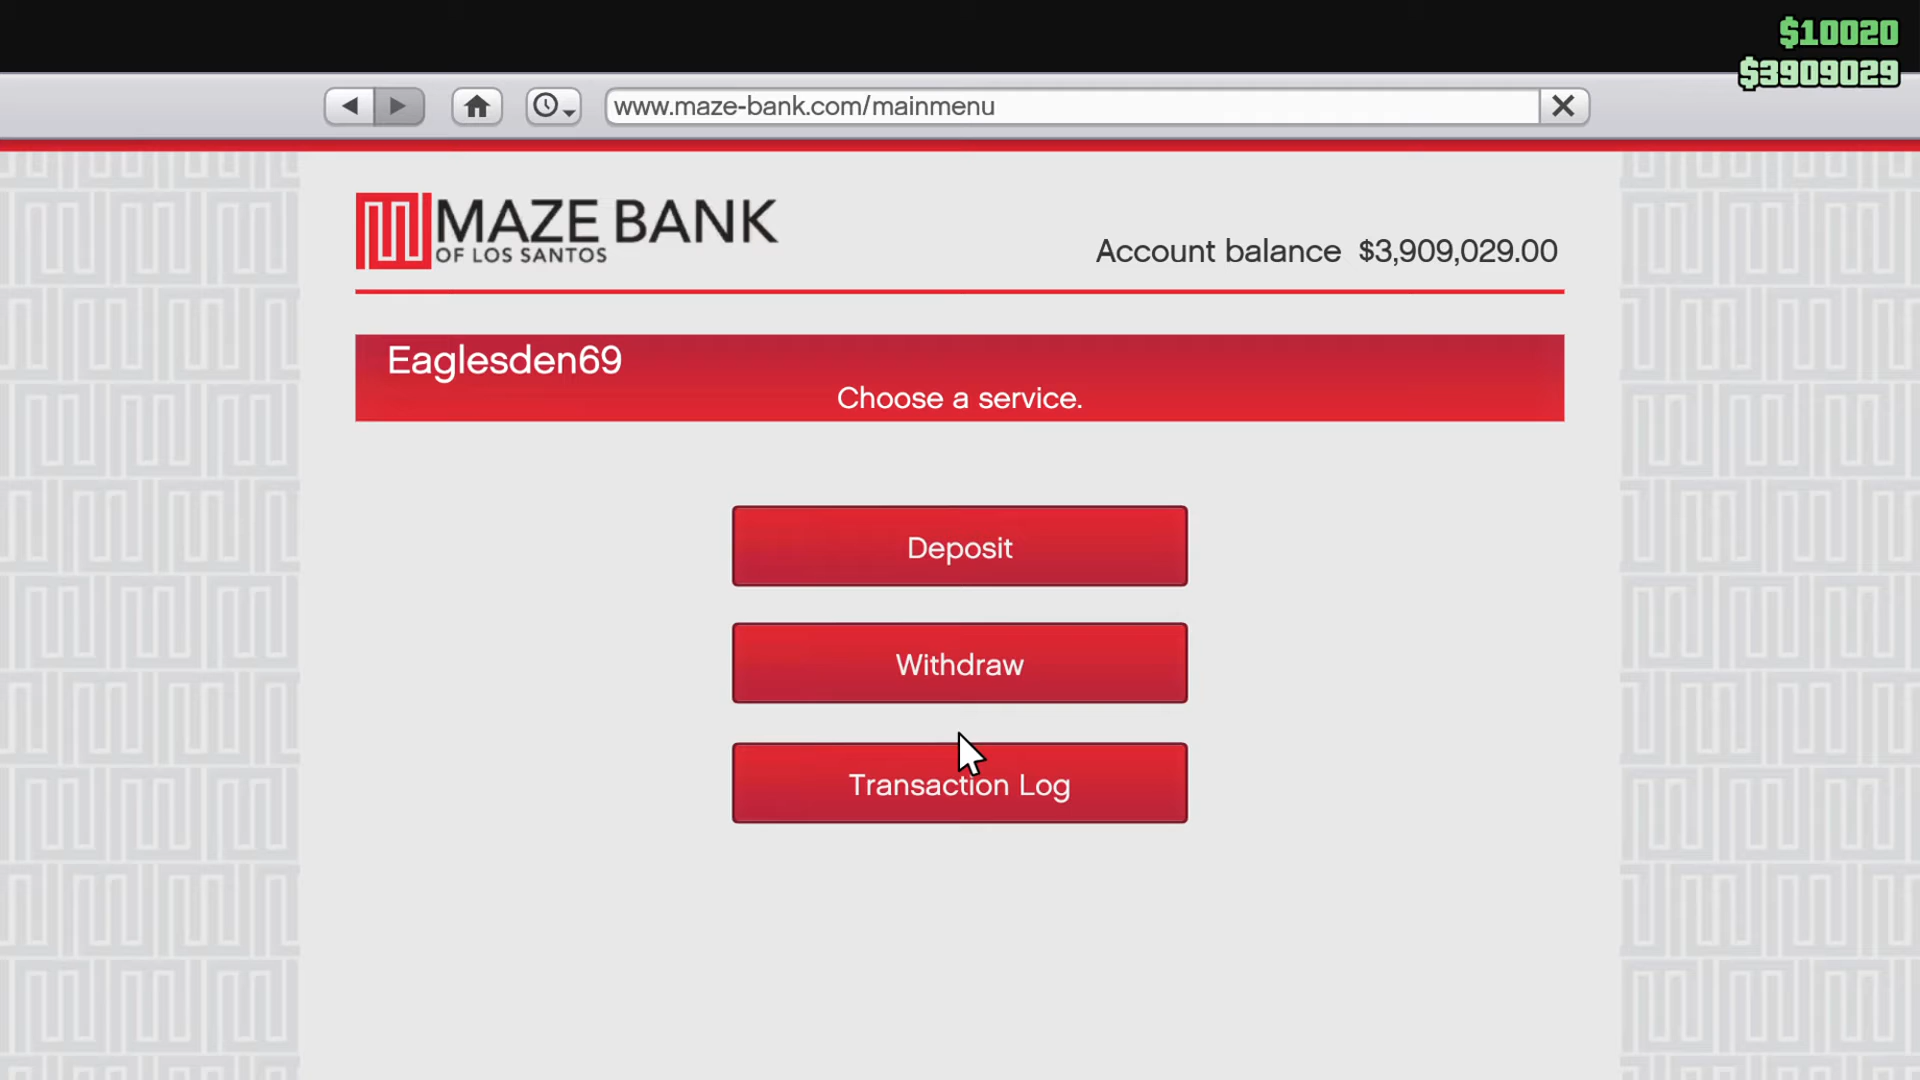 $10020
$3909029
www.maze-bank.com/mainmenu
MAZE BANK
OF LOS SANTOS
Account balance $3,909,029.00
Eaglesden69
Choose a service.
Deposit
Withdraw
Transaction Log